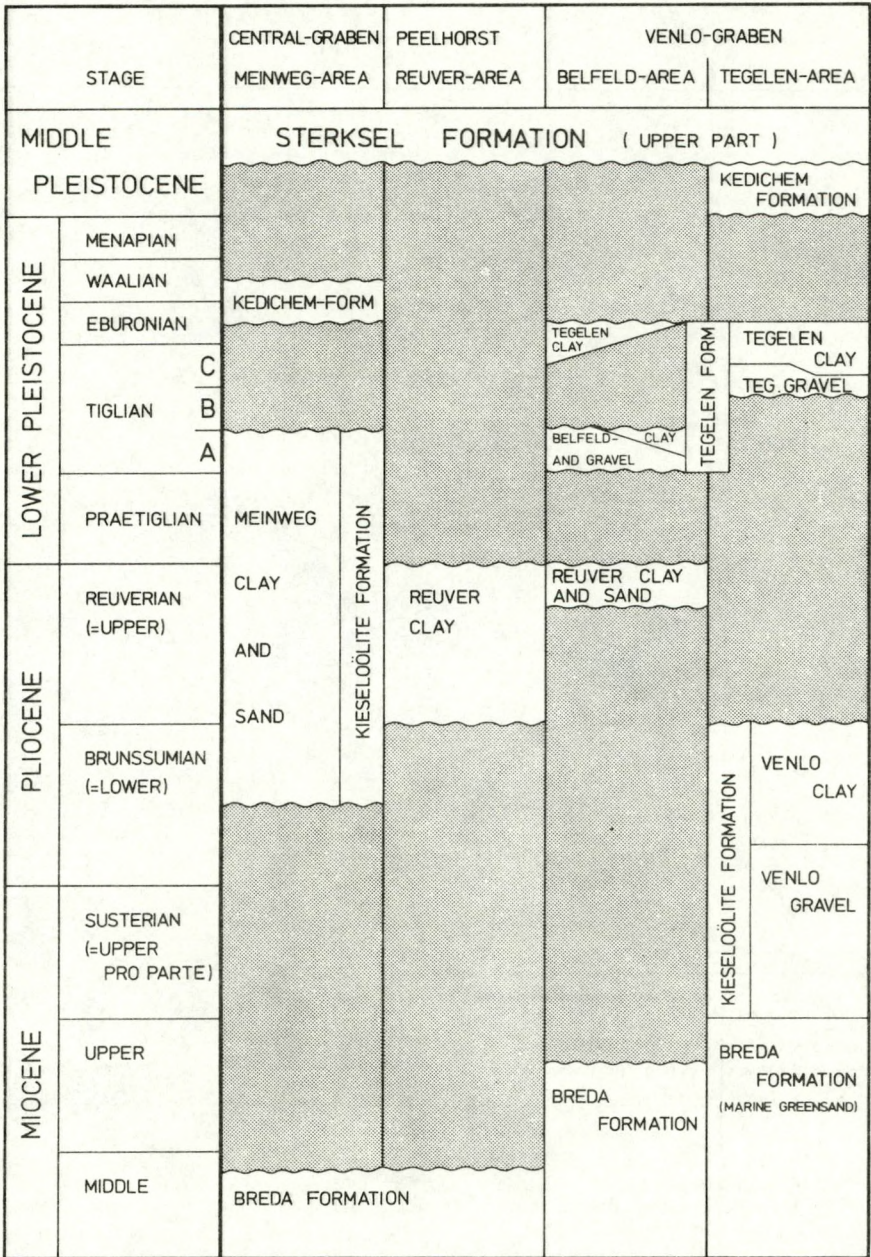 STAGE
CENTRAL-GRABEN
MEINWEG-AREA
PEELHORST
REUVER-AREA
VENLO-GRABEN
BELFELD-AREA
TEGELEN-AREA
MIDDLE
PLEISTOCENE
STERKSEL FORMATION ( UPPER PART )
KEDICHEM
FORMATION
LOWER PLEISTOCENE
MENAPIAN
WAALIAN
EBURONIAN
TIGLIAN
C
B
A
PRAETIGLIAN
KEDICHEM-FORM
TEGELEN
CLAY
BELFELD- CLAY
AND GRAVEL
TEGELEN FORM
TEGELEN
CLAY
TEG. GRAVEL
PLIOCENE
REUVERIAN
(=UPPER)
BRUNSSUMIAN
(=LOWER)
MEINWEG
CLAY
AND
SAND
KIESELOÖLITE FORMATION
REUVER
CLAY
REUVER CLAY
AND SAND
KIESELOÖLITE FORMATION
VENLO
CLAY
VENLO
GRAVEL
MIOCENE
SUSTERIAN
(=UPPER
PRO PARTE)
UPPER
MIDDLE
BREDA FORMATION
BREDA
FORMATION
BREDA
FORMATION
(MARINE GREENSAND)